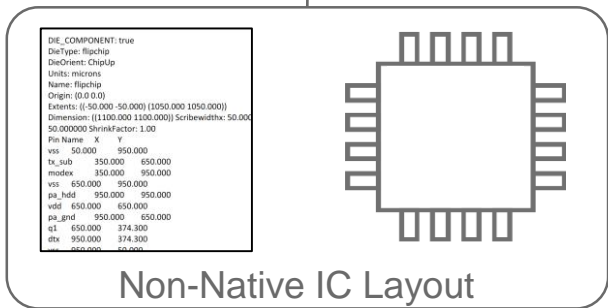 DIE_COMPONENT: true
DieType: flipchip
DieOrient: ChipUp
Units: microns
Name: flipchip
Origin: (0.0 0.0)
Extents: ((-50.000 -50.000) (1050.000 1050.000))
Dimension: ((1100.000 1100.000)) Scribewidthx: 50.000
50.000000 ShrinkFactor: 1.00
Pin Name X Y
vss 50.000 950.000
tx_sub 350.000 650.000
modex 350.000 950.000
vss 650.000 950.000
pa_hdd 950.000 950.000
vdd 650.000 650.000
pa_gnd 950.000 650.000
q1 650.000 374.300
dtx 950.000 374.300
950.000 50.000
Non-Native IC Layout